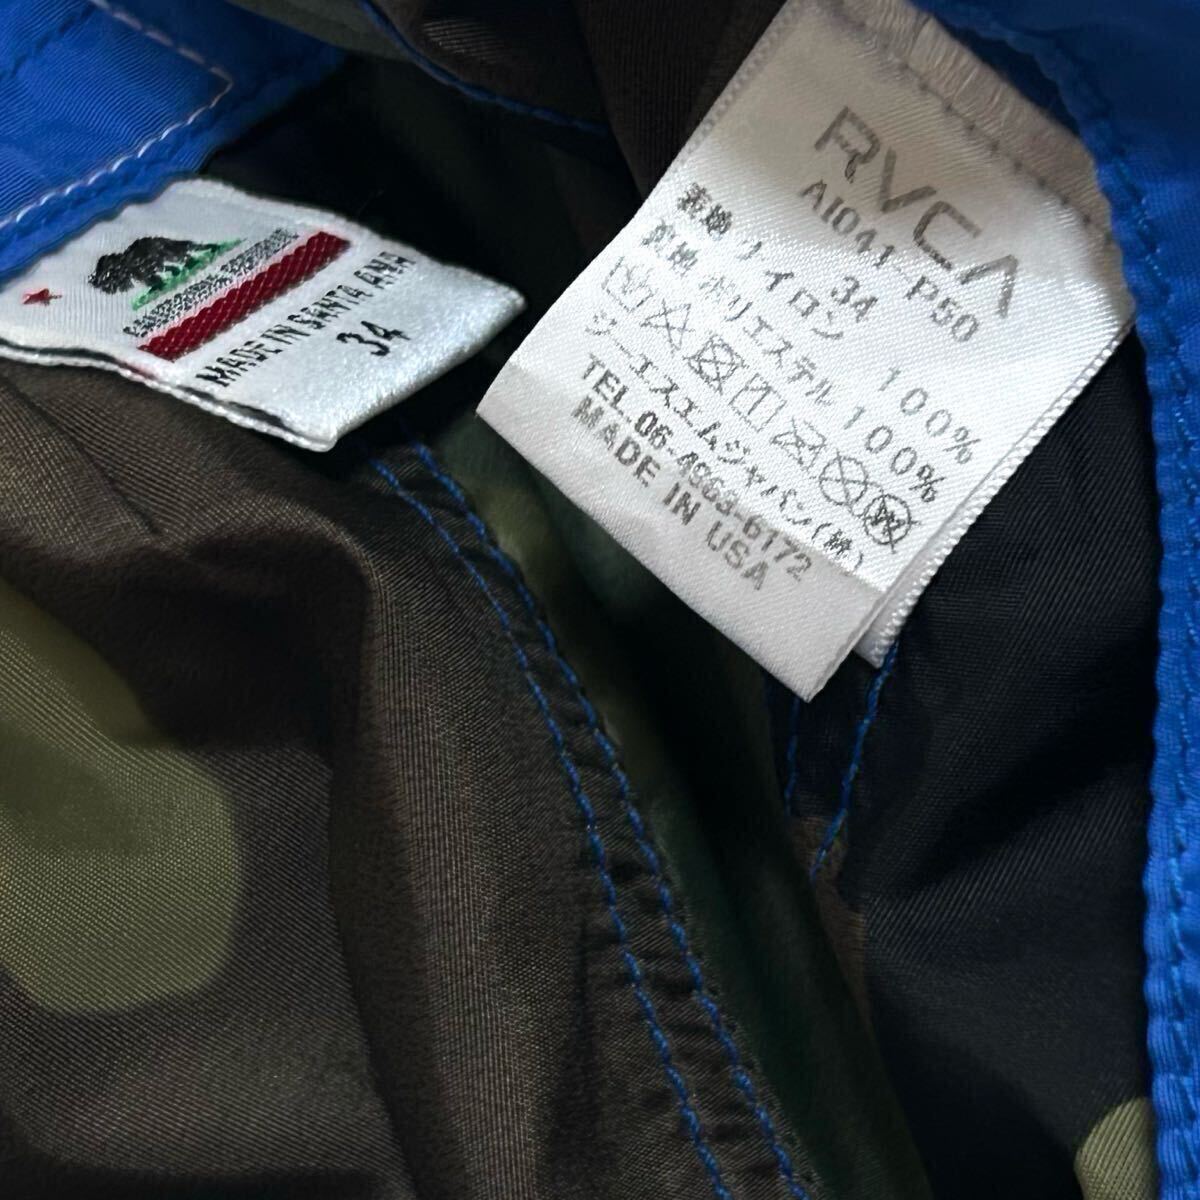 MADE IN SANTA ANA
34
RVCA
AI041 P50
34
表地 ナイロン 100%
裏地 ポリエステル 100%
ジーエスエムジャパン(株)
TEL.06-4963-6172
MADE IN USA